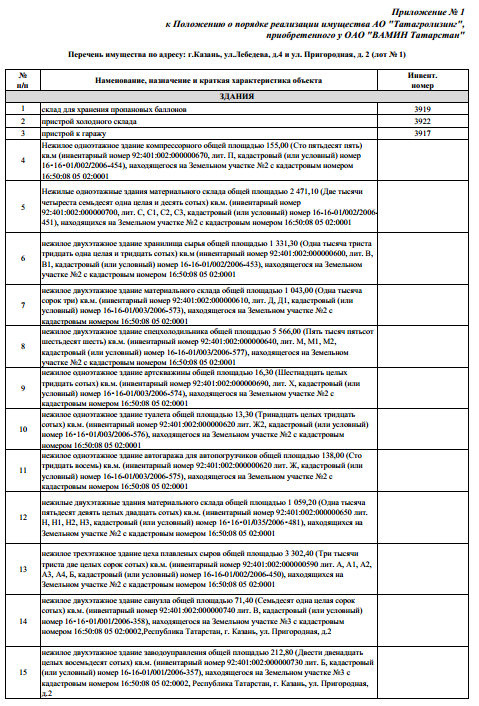 Приложение № 1
к Положению о порядке реализации имущества АО "Татагролизинг",
приобретенного у ОАО "ВАМИН Татарстан"
Перечень имущества по адресу: г.Казань, ул.Лебедева, д.4 и ул. Пригородная, д. 2 (лот № 1)
№ п/п
Наименование, назначение и краткая характеристика объекта
Инвент. номер
ЗДАНИЯ
1 склад для хранения пропановых баллонов 3919
2 пристрой холодного склада 3922
3 пристрой к гаражу 3917
4
Нежилое одноэтажное здание компрессорного общей площадью 155,00 (Сто пятьдесят пять)
кв.м (инвентарный номер 92:401:002:000000670, лит. П, кадастровый (или условный) номер
16•16•01/002/2006-454), находящегося на Земельном участке №2 с кадастровым номером
16:50:08 05 02:0001
5
Нежилые одноэтажные здания материального склада общей площадью 2 471,10 (Две тысячи
четыреста семьдесят одна целая и десять сотых) кв.м. (инвентарный номер
92:401:002:000000700, лит. С, С1, С2, С3, кадастровый (или условный) номер 16-16-01/002/2006-
451), находящихся на Земельном участке №2 с кадастровым номером 16:50:08 05 02:0001
6
нежилое двухэтажное здание хранилища сырья общей площадью 1 331,30 (Одна тысяча триста
тридцать одна целая и тридцать сотых) кв.м (инвентарный номер 92:401:002:000000600, лит. В,
В1, кадастровый (или условный) номер 16-16-01/002/2006-453), находящегося на Земельном
участке №2 с кадастровым номером 16:50:08 05 02:0001
7
нежилое двухэтажное здание материального склада общей площадью 1 043,00 (Одна тысяча
сорок три) кв.м. (инвентарный номер 92:401:002:000000610, лит. Д, Д1, кадастровый (или
условный) номер 16-16-01/003/2006-573), находящегося на Земельном участке №2 с
кадастровым номером 16:50:08 05 02:0001
8
нежилое двухэтажное здание спецхолодильника общей площадью 5 566,00 (Пять тысяч пятьсот
шестьдесят шесть) кв.м. (инвентарный номер 92:401:002:000000640, лит. М, М1, М2,
кадастровый (или условный) номер 16-16-01/003/2006-577), находящегося на Земельном
участке №2 с кадастровым номером 16:50:08 05 02:0001
9
нежилое одноэтажное здание артскважины общей площадью 16,30 (Шестнадцать целых
тридцать сотых) кв.м. (инвентарный номер 92:401:002:000000690, лит. Х, кадастровый (или
условный) номер 16•16•01/003/2006-574), находящегося на Земельном участке №2 с
кадастровым номером 16:50:08 05 02:0001
10
нежилое одноэтажное здание туалета общей площадью 13,30 (Тринадцать целых тридцать
сотых) кв.м. (инвентарный номер 92:401:002:000000620 лит. Ж2, кадастровый (или условный)
номер 16•16•01/003/2006-576), находящегося на Земельном участке №2 с кадастровым
номером 16:50:08 05 02:0001
11
нежилое одноэтажное здание автогаража для автопогрузчиков общей площадью 138,00 (Сто
тридцать восемь) кв.м. (инвентарный номер 92:401:002:000000620 лит. Ж, кадастровый (или
условный) номер 16-16-01/003/2006-575), находящегося на Земельном участке №2 с
кадастровым номером 16:50:08 05 02:0001
12
нежилые двухэтажные здания материального склада общей площадью 1 059,20 (Одна тысяча
пятьдесят девять целых двадцать сотых) кв.м. (инвентарный номер 92:401:002:000000650 лит.
Н, Н1, Н2, Н3, кадастровый (или условный) номер 16•16•01/035/2006•481), находящихся на
Земельном участке №2 с кадастровым номером 16:50:08 05 02:0001
13
нежилое трехэтажное здание цеха плавленых сыров общей площадью 3 302,40 (Три тысячи
триста две целых сорок сотых) кв.м. (инвентарный номер 92:401:002:000000590 лит. А, А1, А2,
А3, А4, Б, кадастровый (или условный) номер 16-16-01/002/2006-450), находящихся на
Земельном участке №2 с кадастровым номером 16:50:08 05 02:0001
14
нежилое одноэтажное здание санузла общей площадью 71,40 (Семьдесят одна целая сорок
сотых) кв.м. (инвентарный номер 92:401:002:000000740 лит. В, кадастровый (или условный)
номер 16•16•01/001/2006-358), находящегося на Земельном участке №3 с кадастровым
номером 16:50:08 05 02:0002,Республика Татарстан, г. Казань, ул. Пригородная, д.2
15
нежилое двухэтажное здание заводоуправления общей площадью 212,80 (Двести двенадцать
целых восемьдесят сотых) кв.м. (инвентарный номер 92:401:002:000000730 лит. Б, кадастровый
(или условный) номер 16-16-01/001/2006-357), находящегося на Земельном участке №3 с
кадастровым номером 16:50:08 05 02:0002, Республика Татарстан, г. Казань, ул. Пригородная,
д.2